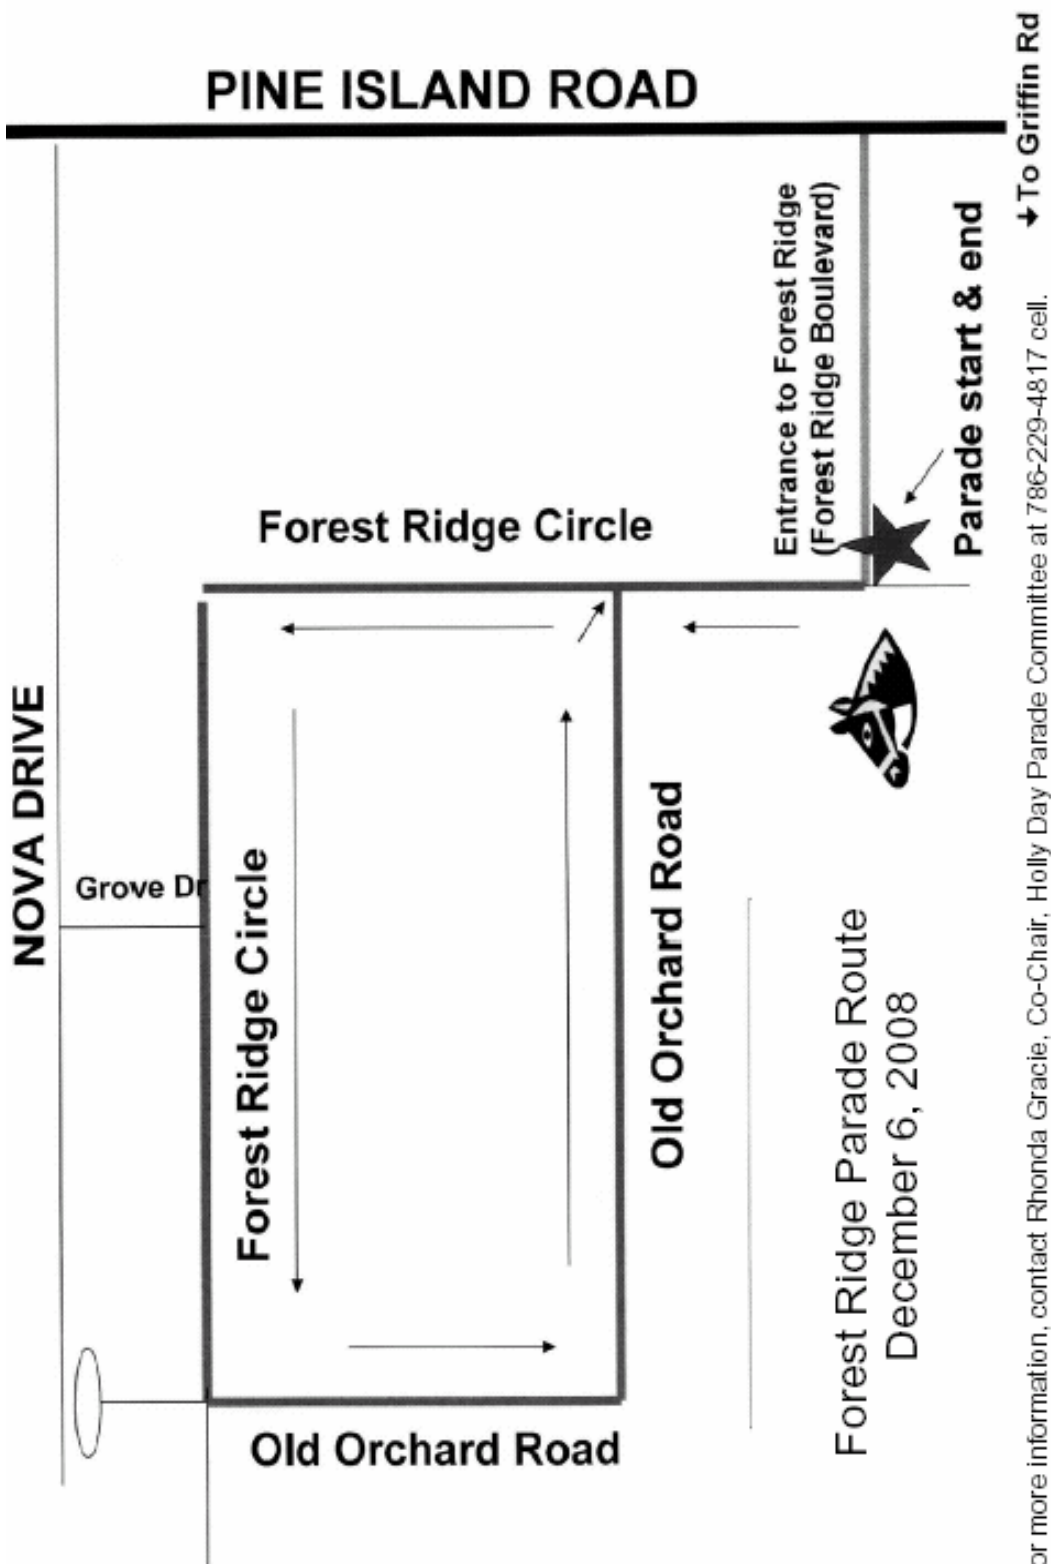 PINE ISLAND ROAD
To Griffin Rd
Entrance to Forest Ridge
(Forest Ridge Boulevard)
Parade start & end
Forest Ridge Circle
NOVA DRIVE
Grove Dr
Forest Ridge Circle
Old Orchard Road
Old Orchard Road
Forest Ridge Parade Route
December 6, 2008
or more information, contact Rhonda Gracie, Co-Chair, Holly Day Parade Committee at 786-229-4817 cell.